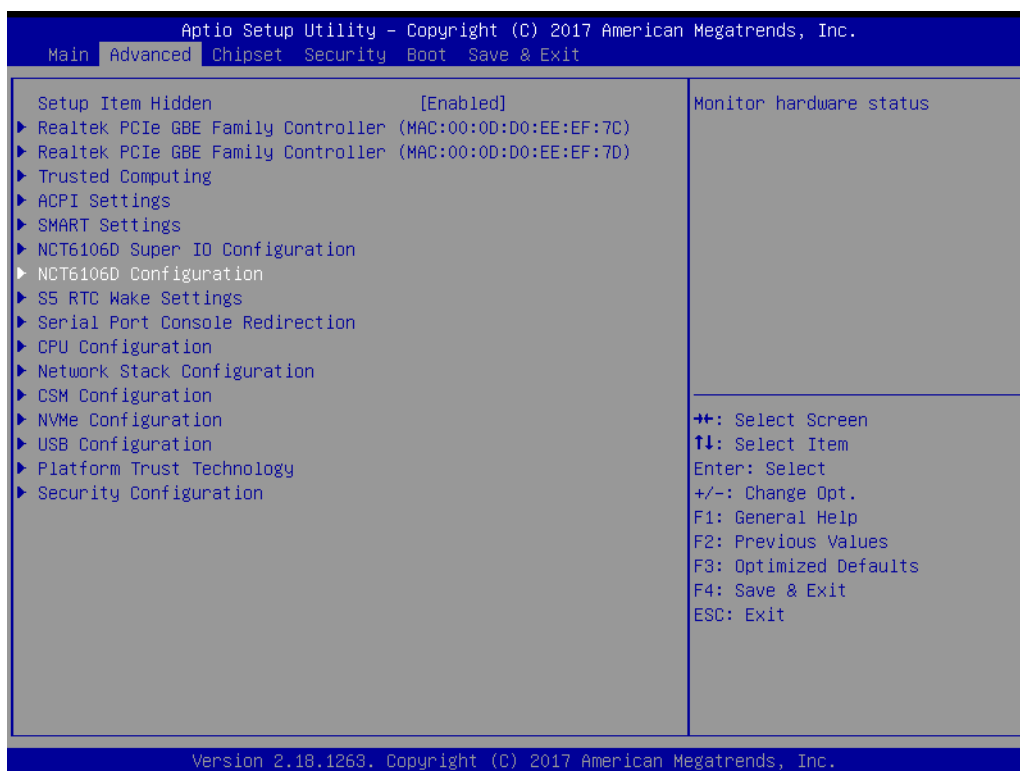 Aptio Setup Utility – Copyright (C) 2017 American Megatrends, Inc.
Main Advanced Chipset Security Boot Save & Exit
Setup Item Hidden [Enabled]
Realtek PCIe GBE Family Controller (MAC:00:0D:D0:EE:EF:7C)
Realtek PCIe GBE Family Controller (MAC:00:0D:D0:EE:EF:7D)
Trusted Computing
ACPI Settings
SMART Settings
NCT6106D Super IO Configuration
NCT6106D Configuration
S5 RTC Wake Settings
Serial Port Console Redirection
CPU Configuration
Network Stack Configuration
CSM Configuration
NVMe Configuration
USB Configuration
Platform Trust Technology
Security Configuration
Monitor hardware status
→←: Select Screen
↑↓: Select Item
Enter: Select
+/-: Change Opt.
F1: General Help
F2: Previous Values
F3: Optimized Defaults
F4: Save & Exit
ESC: Exit
Version 2.18.1263. Copyright (C) 2017 American Megatrends, Inc.